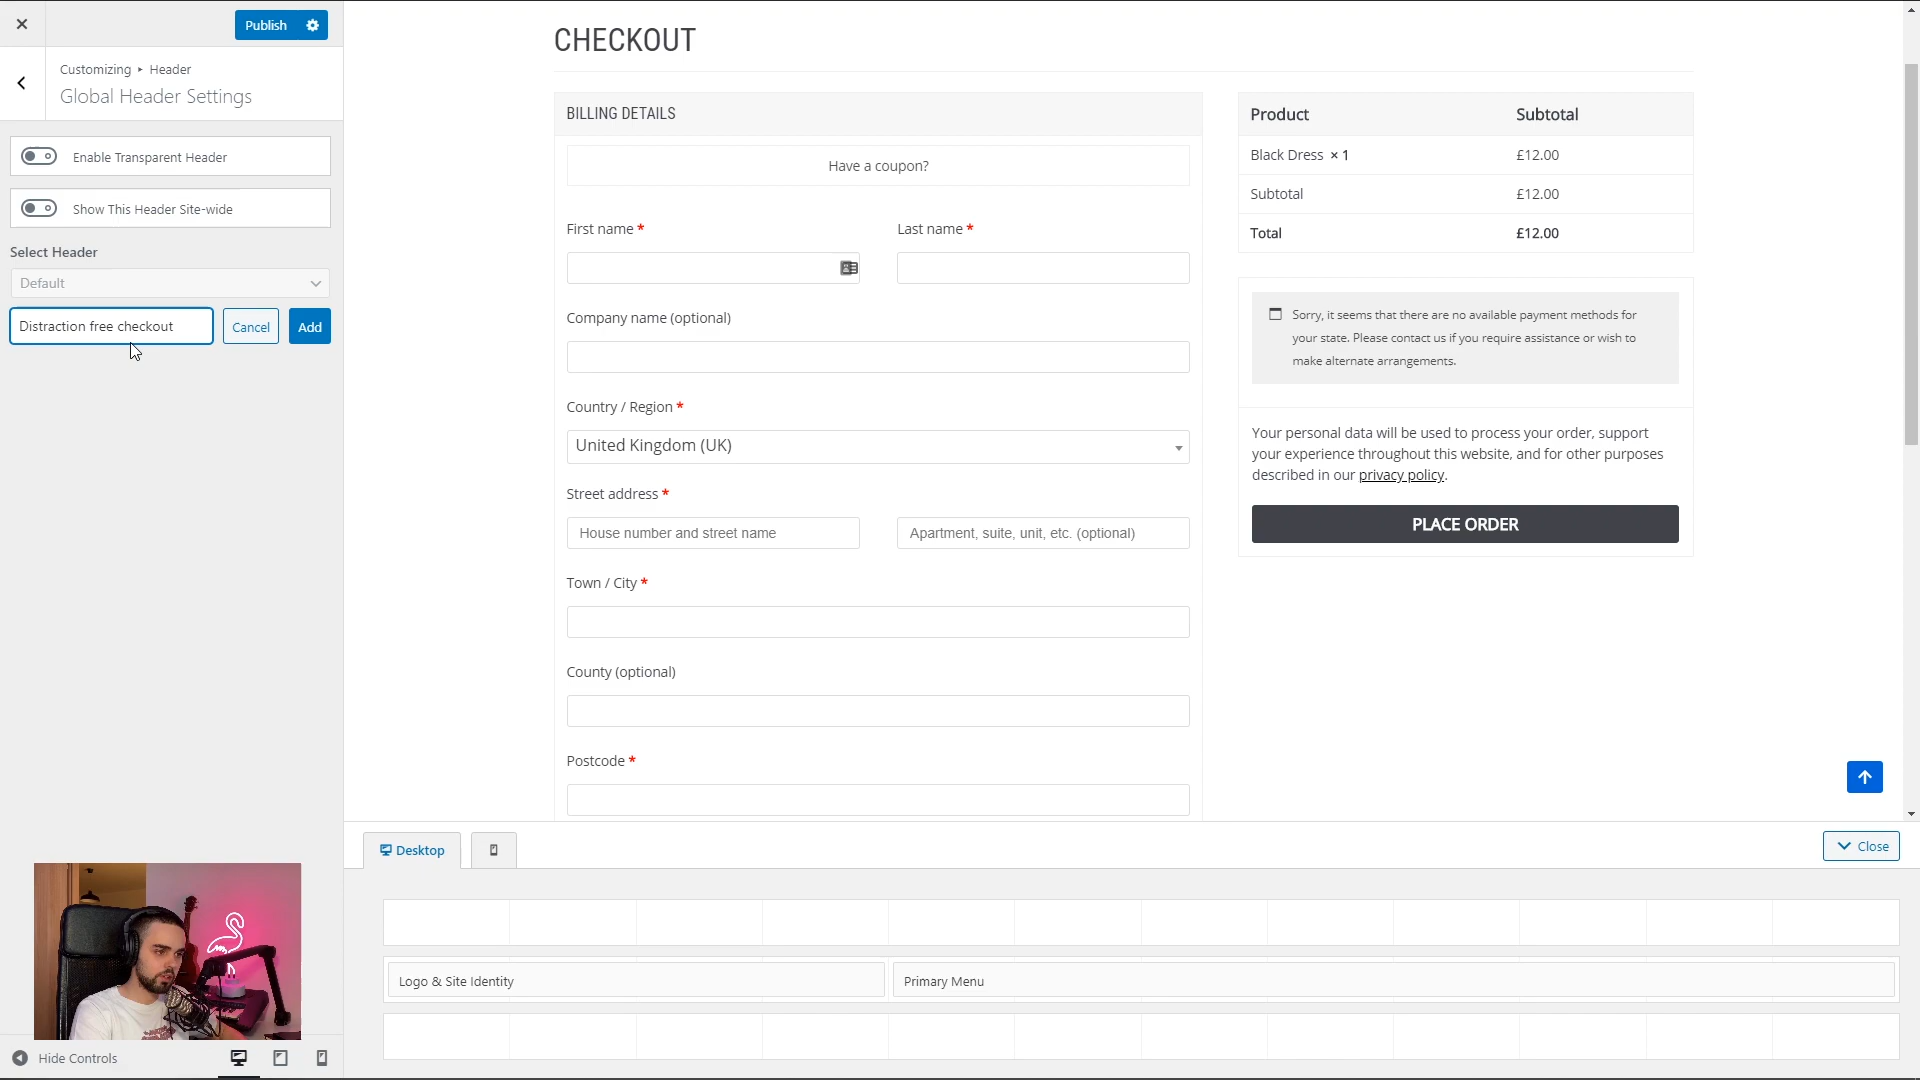 Publish
Customizing ▸ Header
Global Header Settings
Enable Transparent Header
Show This Header Site-wide
Select Header
Default
Distraction free checkout
Cancel
Add
Hide Controls
CHECKOUT
BILLING DETAILS
Have a coupon?
First name *
Last name *
Company name (optional)
Country / Region *
United Kingdom (UK)
Street address *
House number and street name
Apartment, suite, unit, etc. (optional)
Town / City *
County (optional)
Postcode *
Product Subtotal
Black Dress × 1 £12.00
Subtotal £12.00
Total £12.00
Sorry, it seems that there are no available payment methods for
your state. Please contact us if you require assistance or wish to
make alternate arrangements.
Your personal data will be used to process your order, support
your experience throughout this website, and for other purposes
described in our privacy policy.
PLACE ORDER
Desktop
Close
Logo & Site Identity
Primary Menu